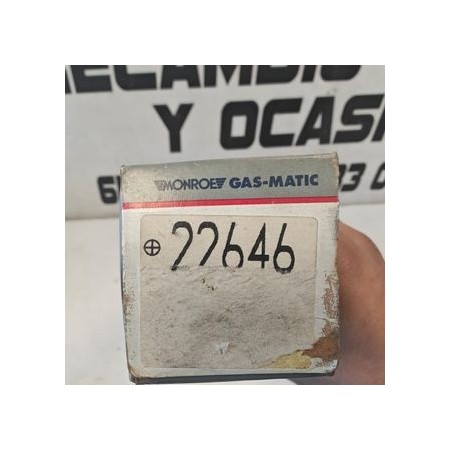 RECAMBIO
Y OCAS
MONROE GAS-MATIC
22646